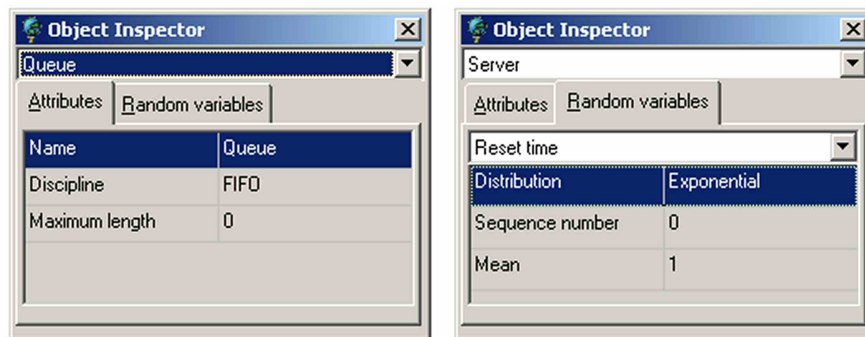 Object Inspector
Queue
Attributes Random variables
Name Queue
Discipline FIFO
Maximum length 0
Object Inspector
Server
Attributes Random variables
Reset time
Distribution Exponential
Sequence number 0
Mean 1